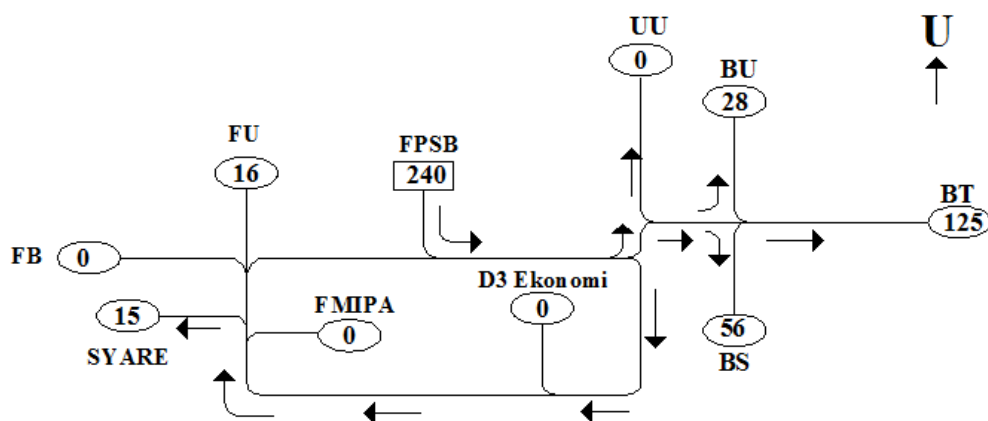 U
UU
0
BU
28
FU
16
FPSB
240
BT
125
FB
0
D3 Ekonomi
0
FMIPA
0
15
SYARE
56
BS